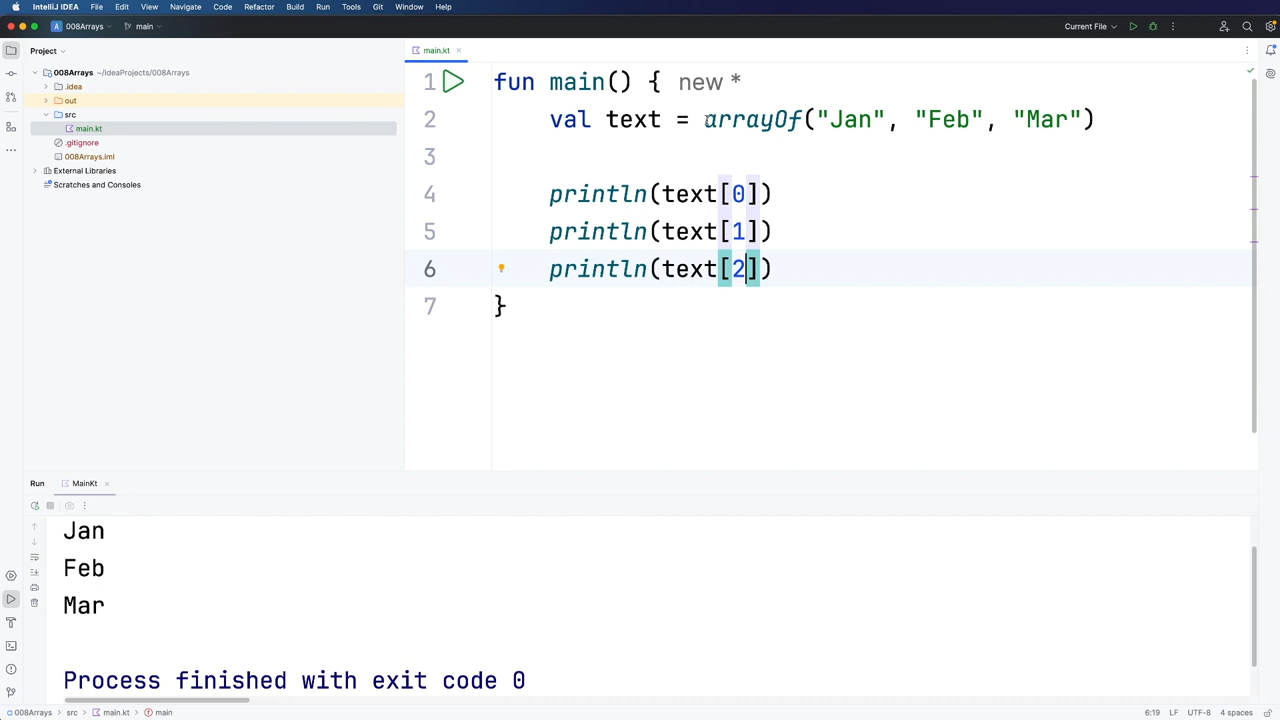 IntelliJ IDEA File Edit View Navigate Code Refactor Build Run Tools Git Window Help
A 008Arrays main Current File
Project
main.kt
008Arrays ~/IdeaProjects/008Arrays
.idea
out
src
main.kt
.gitignore
008Arrays.iml
External Libraries
Scratches and Consoles
1 fun main() { new *
2 val text = arrayOf("Jan", "Feb", "Mar")
3
4 println(text[0])
5 println(text[1])
6 println(text[2])
7 }
Run MainKt
Jan
Feb
Mar
Process finished with exit code 0
008Arrays > src > main.kt > main 6:19 LF UTF-8 4 spaces